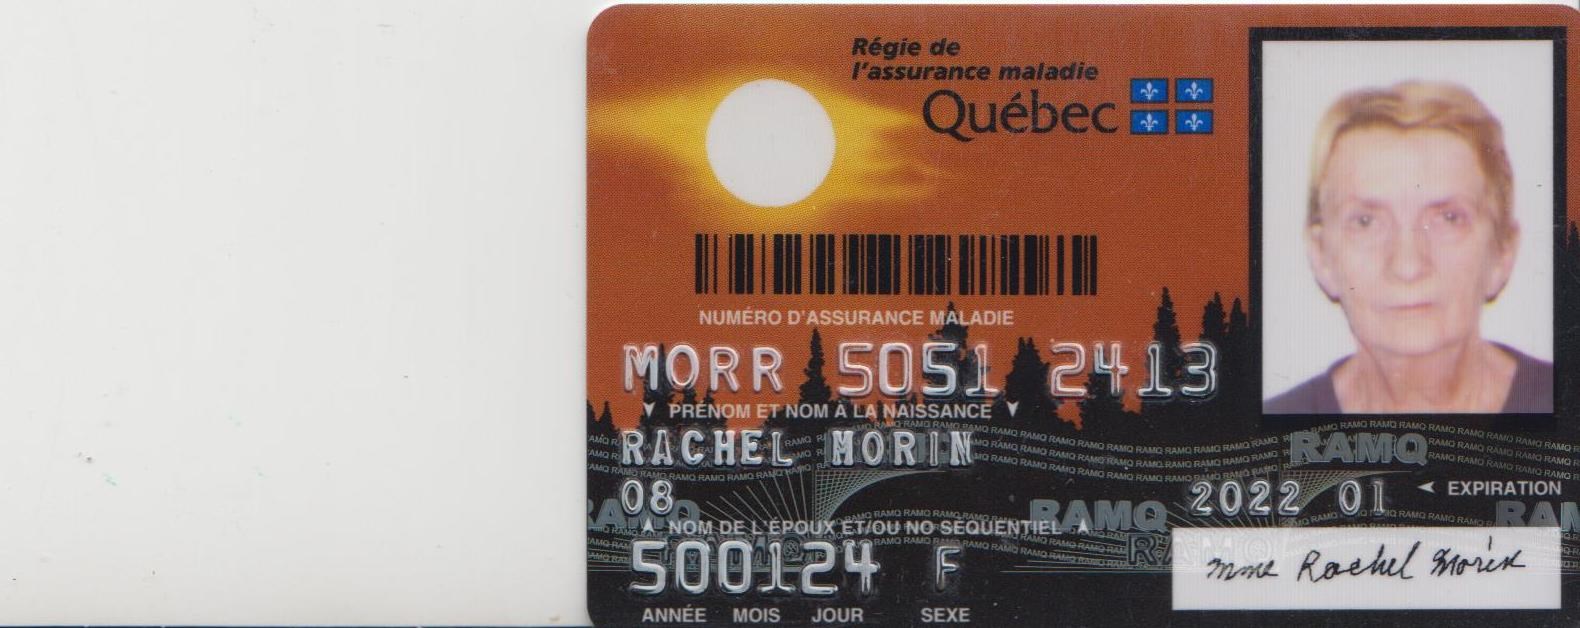 Régie de
l'assurance maladie
Québec
NUMÉRO D'ASSURANCE MALADIE
MORR 5051 2413
PRÉNOM ET NOM À LA NAISSANCE
RACHEL MORIN
08
2022 01 EXPIRATION
NOM DE L'ÉPOUX ET/OU NO SÉQUENTIEL
RAMQ
RAMQ
RAMQ
500124 F
Mme Rachel Morin
ANNÉE MOIS JOUR SEXE